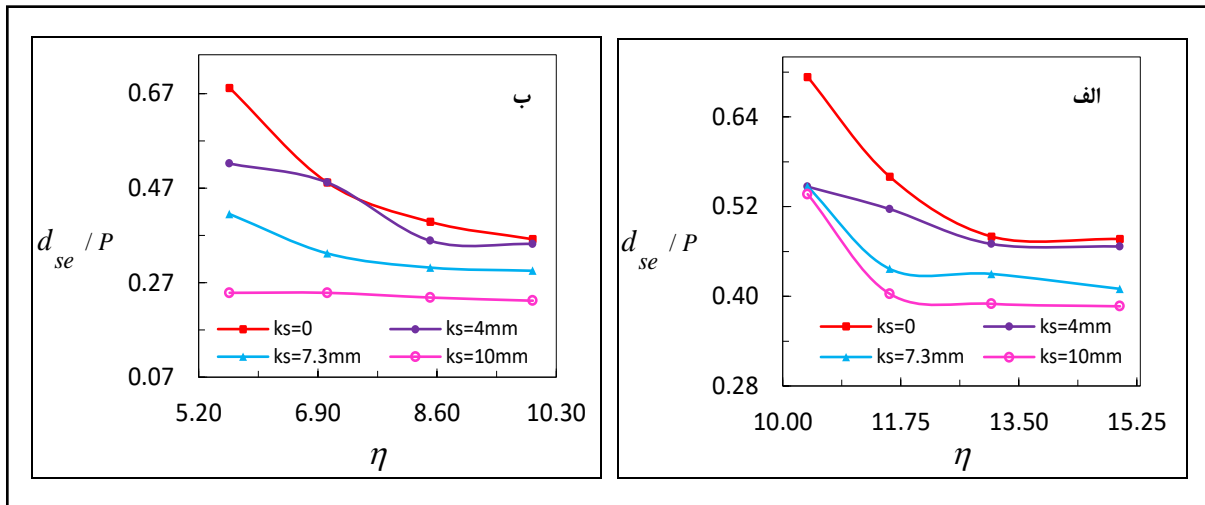 ب
0.67
0.47
0.27
0.07
d_se / P
ks=0 ks=4mm
ks=7.3mm ks=10mm
5.20 6.90 8.60 10.30
η
الف
0.64
0.52
0.40
0.28
d_se / P
ks=0 ks=4mm
ks=7.3mm ks=10mm
10.00 11.75 13.50 15.25
η